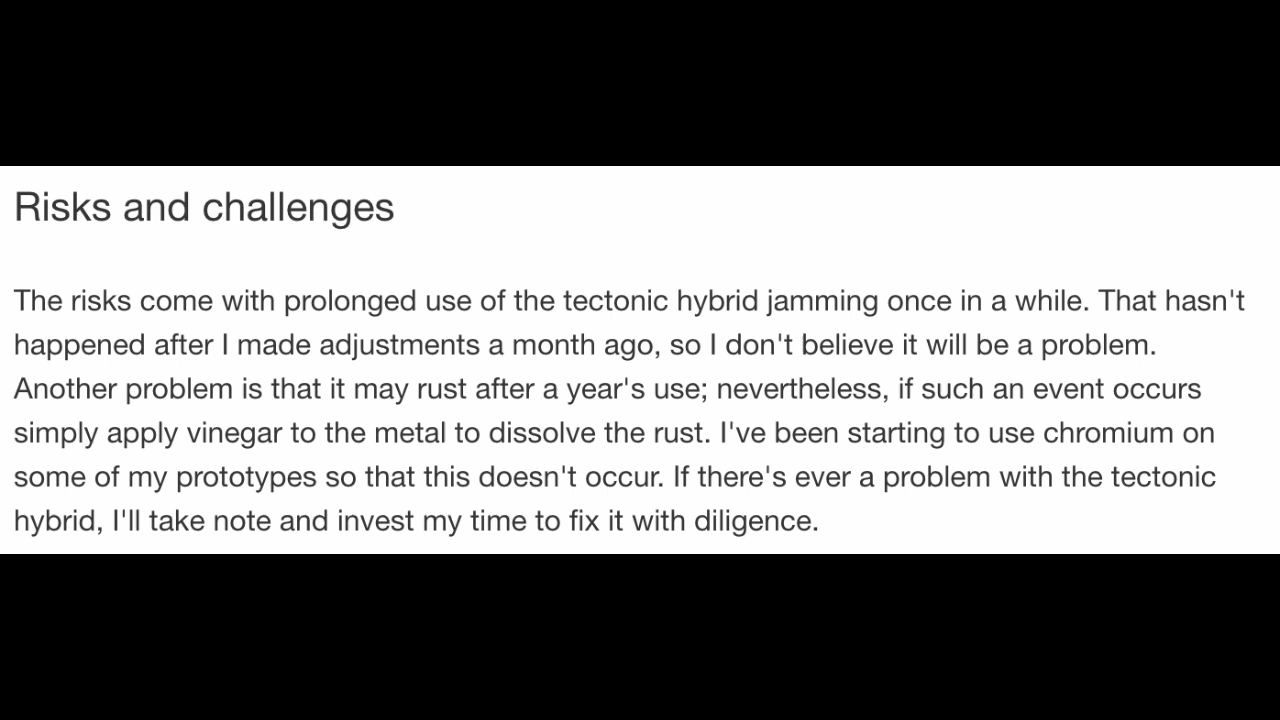 Risks and challenges
The risks come with prolonged use of the tectonic hybrid jamming once in a while. That hasn't
happened after I made adjustments a month ago, so I don't believe it will be a problem.
Another problem is that it may rust after a year's use; nevertheless, if such an event occurs
simply apply vinegar to the metal to dissolve the rust. I've been starting to use chromium on
some of my prototypes so that this doesn't occur. If there's ever a problem with the tectonic
hybrid, I'll take note and invest my time to fix it with diligence.